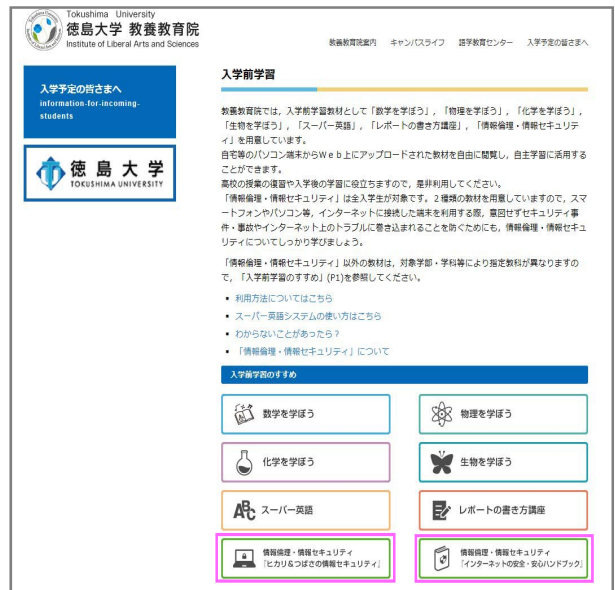 Tokushima University
徳島大学 教養教育院
Institute of Liberal Arts and Sciences
教養教育院案内 キャンパスライフ 語学教育センター 入学予定の皆さまへ
入学予定の皆さまへ
information-for-incoming-
students
徳島大学
TOKUSHIMA UNIVERSITY
入学前学習
教養教育院では，入学前学習教材として「数学を学ぼう」，「物理を学ぼう」，「化学を学ぼう」，
「生物を学ぼう」，「スーパー英語」，「レポートの書き方講座」，「情報倫理・情報セキュリテ
ィ」を用意しています。
自宅等のパソコン端末からＷｅｂ上にアップロードされた教材を自由に閲覧し，自主学習に活用する
ことができます。
高校の授業の復習や入学後の学習に役立ちますので，是非利用してください。
「情報倫理・情報セキュリティ」は全入学生が対象です。２種類の教材を用意していますので，スマ
ートフォンやパソコン等，インターネットに接続した端末を利用する際，意図せずセキュリティ事
件・事故やインターネット上のトラブルに巻き込まれることを防ぐためにも，情報倫理・情報セキュ
リティについてしっかり学びましょう。
「情報倫理・情報セキュリティ」以外の教材は，対象学部・学科等により指定教科が異なりますの
で，「入学前学習のすすめ」(P1)を参照してください。
▪ 利用方法についてはこちら
▪ スーパー英語システムの使い方はこちら
▪ わからないことがあったら？
▪ 「情報倫理・情報セキュリティ」について
入学前学習のすすめ
数学を学ぼう
物理を学ぼう
化学を学ぼう
生物を学ぼう
ABC スーパー英語
レポートの書き方講座
情報倫理・情報セキュリティ
『ヒカリ＆つばさの情報セキュリティ』
情報倫理・情報セキュリティ
『インターネットの安全・安心ハンドブック』